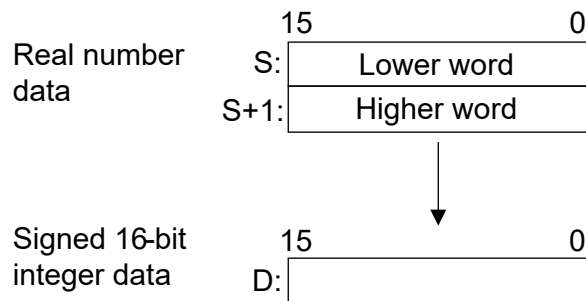 15 0
Real number
data
S: Lower word
S+1: Higher word
Signed 16-bit
integer data
15 0
D: